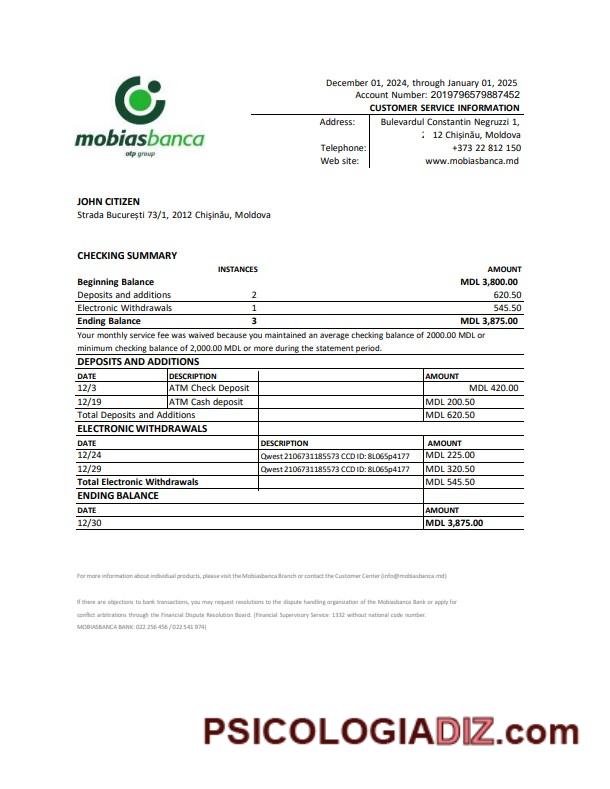 mobiasbanca
otp group
December 01, 2024, through January 01, 2025
Account Number: 2019796579887452
CUSTOMER SERVICE INFORMATION
Address: Bulevardul Constantin Negruzzi 1,
: 12 Chișinău, Moldova
Telephone: +373 22 812 150
Web site: www.mobiasbanca.md
JOHN CITIZEN
Strada București 73/1, 2012 Chișinău, Moldova
CHECKING SUMMARY
INSTANCES AMOUNT
Beginning Balance MDL 3,800.00
Deposits and additions 2 620.50
Electronic Withdrawals 1 545.50
Ending Balance 3 MDL 3,875.00
Your monthly service fee was waived because you maintained an average checking balance of 2000.00 MDL or
minimum checking balance of 2,000.00 MDL or more during the statement period.
DEPOSITS AND ADDITIONS
DATE DESCRIPTION AMOUNT
12/3 ATM Check Deposit MDL 420.00
12/19 ATM Cash deposit MDL 200.50
Total Deposits and Additions MDL 620.50
ELECTRONIC WITHDRAWALS
DATE DESCRIPTION AMOUNT
12/24 Qwest 2106731185573 CCD ID: 8L065p4177 MDL 225.00
12/29 Qwest 2106731185573 CCD ID: 8L065p4177 MDL 320.50
Total Electronic Withdrawals MDL 545.50
ENDING BALANCE
DATE AMOUNT
12/30 MDL 3,875.00
For more information about individual products, please visit the Mobiasbanca Branch or contact the Customer Center (info@mobiasbanca.md)
If there are objections to bank transactions, you may request resolutions to the dispute handling organization of the Mobiasbanca Bank or apply for
conflict arbitrations through the Financial Dispute Resolution Board. (Financial Supervisory Service: 1332 without national code number.
MOBIASBANCA BANK: 022 256 456 / 022 541 974)
PSICOLOGIADIZ.com